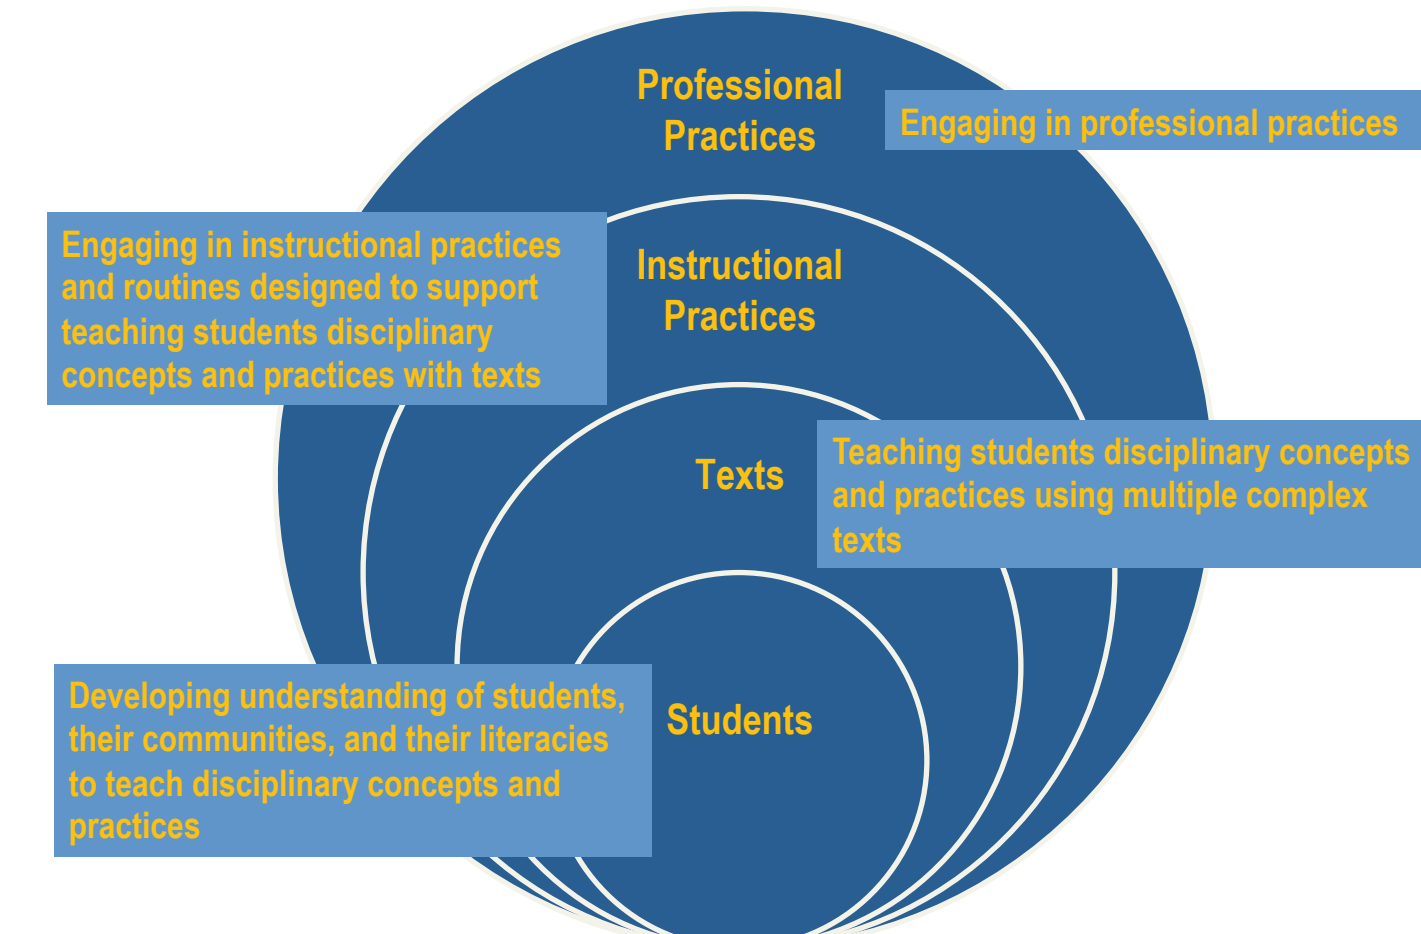 Professional
Practices
Engaging in professional practices
Engaging in instructional practices
and routines designed to support
teaching students disciplinary
concepts and practices with texts
Instructional
Practices
Texts
Teaching students disciplinary concepts
and practices using multiple complex
texts
Developing understanding of students,
their communities, and their literacies
to teach disciplinary concepts and
practices
Students